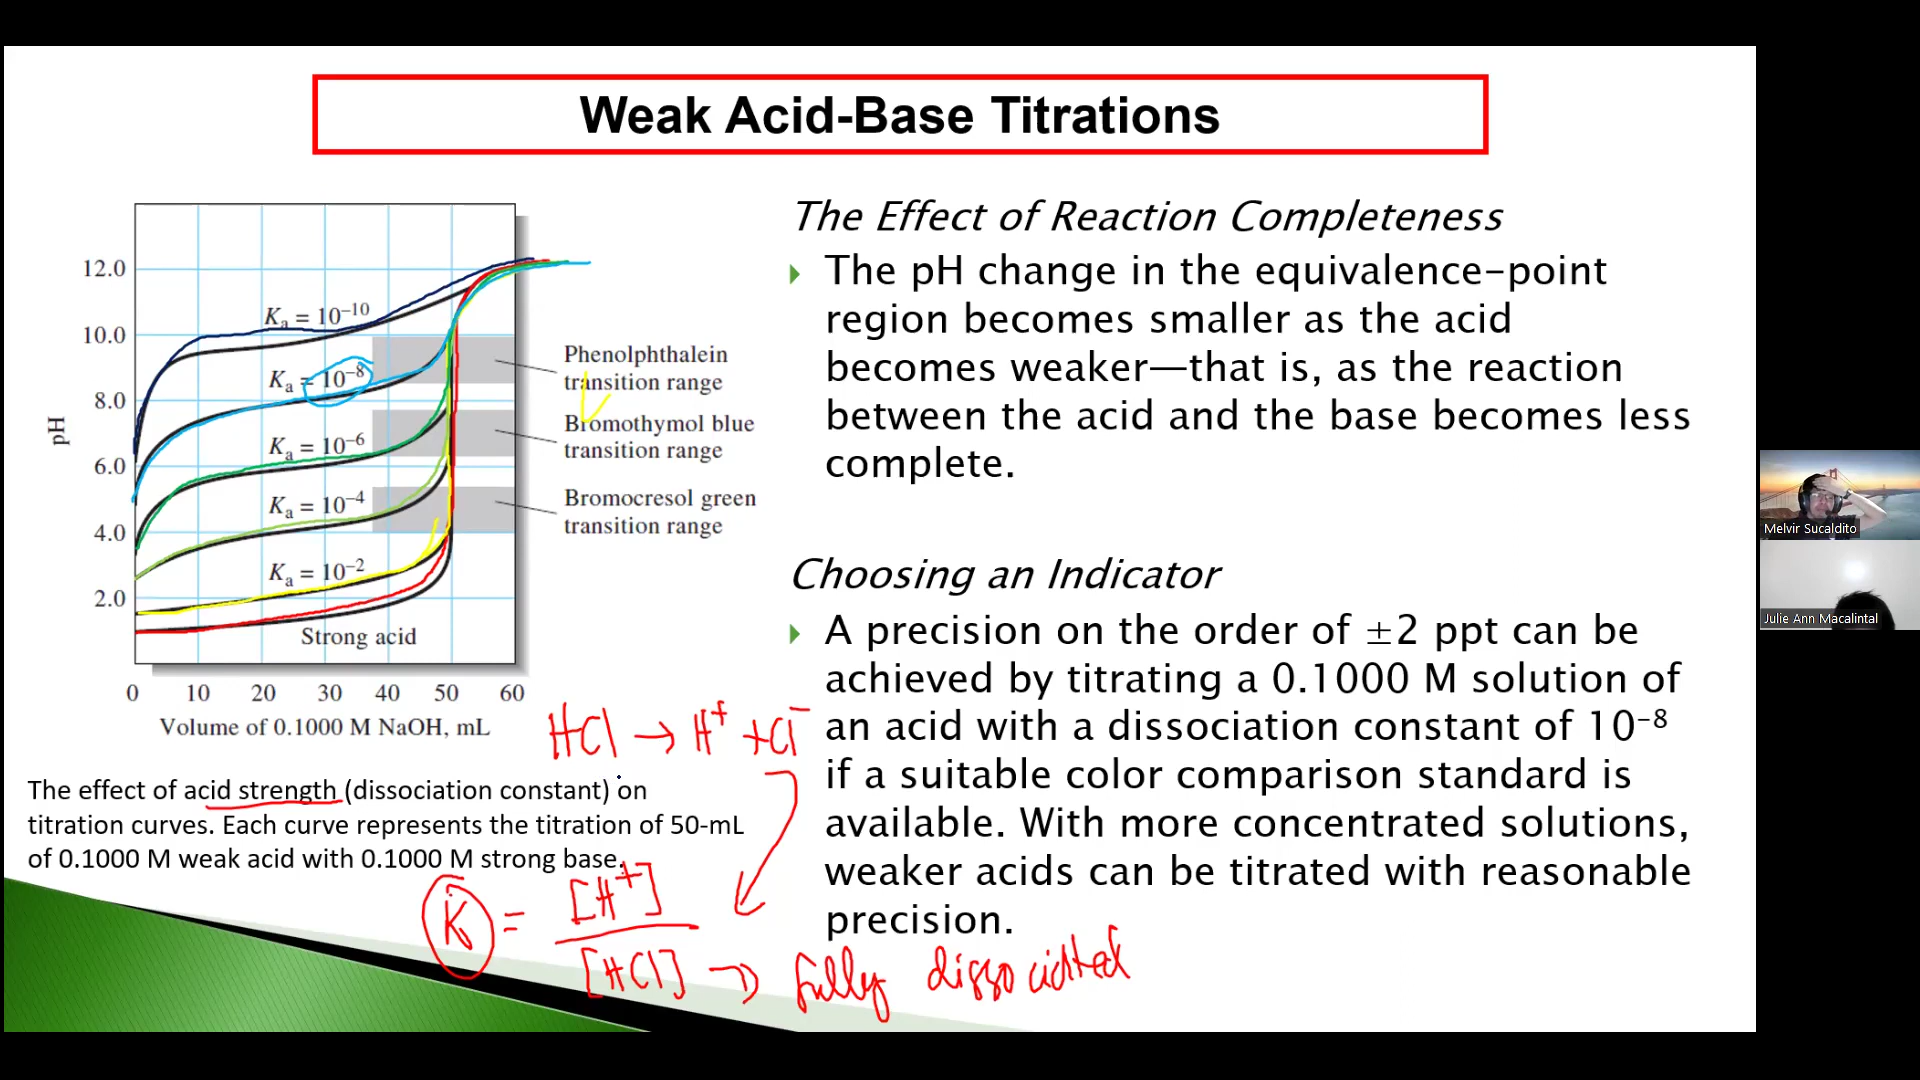 Weak Acid-Base Titrations
12.0
10.0
8.0
6.0
4.0
2.0
pH
Kₐ = 10⁻¹⁰
Kₐ = 10⁻⁸
Kₐ = 10⁻⁶
Kₐ = 10⁻⁴
Kₐ = 10⁻²
Strong acid
Phenolphthalein
transition range
Bromothymol blue
transition range
Bromocresol green
transition range
0 10 20 30 40 50 60
Volume of 0.1000 M NaOH, mL
HCl → H⁺ + Cl⁻
The effect of acid strength (dissociation constant) on
titration curves. Each curve represents the titration of 50-mL
of 0.1000 M weak acid with 0.1000 M strong base.
K = [H⁺]
[HCl] → fully dissociated
The Effect of Reaction Completeness
The pH change in the equivalence-point
region becomes smaller as the acid
becomes weaker—that is, as the reaction
between the acid and the base becomes less
complete.
Choosing an Indicator
A precision on the order of ±2 ppt can be
achieved by titrating a 0.1000 M solution of
an acid with a dissociation constant of 10⁻⁸
if a suitable color comparison standard is
available. With more concentrated solutions,
weaker acids can be titrated with reasonable
precision.
Melvir Sucaldito
Julie Ann Macalintal